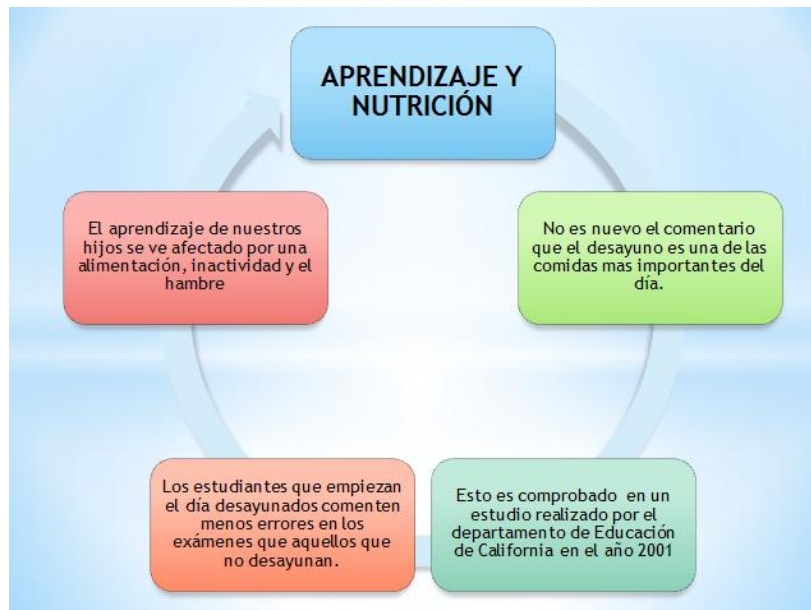 APRENDIZAJE Y
NUTRICIÓN
No es nuevo el comentario
que el desayuno es una de las
comidas mas importantes del
día.
Esto es comprobado en un
estudio realizado por el
departamento de Educación
de California en el año 2001
Los estudiantes que empiezan
el día desayunados comenten
menos errores en los
exámenes que aquellos que
no desayunan.
El aprendizaje de nuestros
hijos se ve afectado por una
alimentación, inactividad y el
hambre